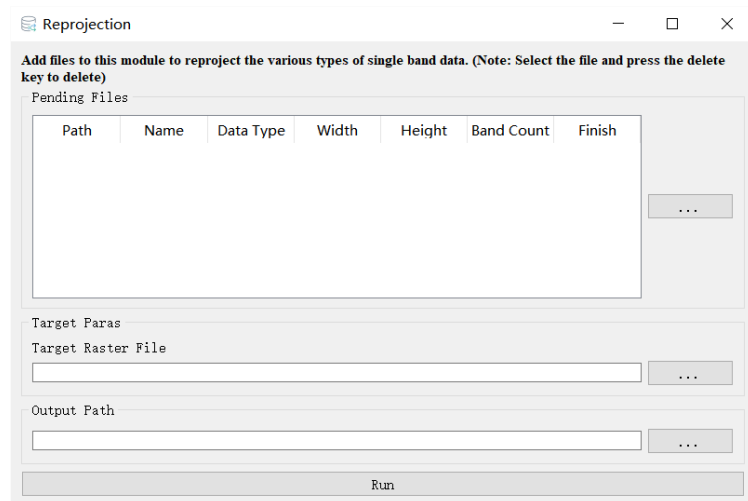 Reprojection
Add files to this module to reproject the various types of single band data. (Note: Select the file and press the delete
key to delete)
Pending Files
Path Name Data Type Width Height Band Count Finish
...
Target Paras
Target Raster File
...
Output Path
...
Run